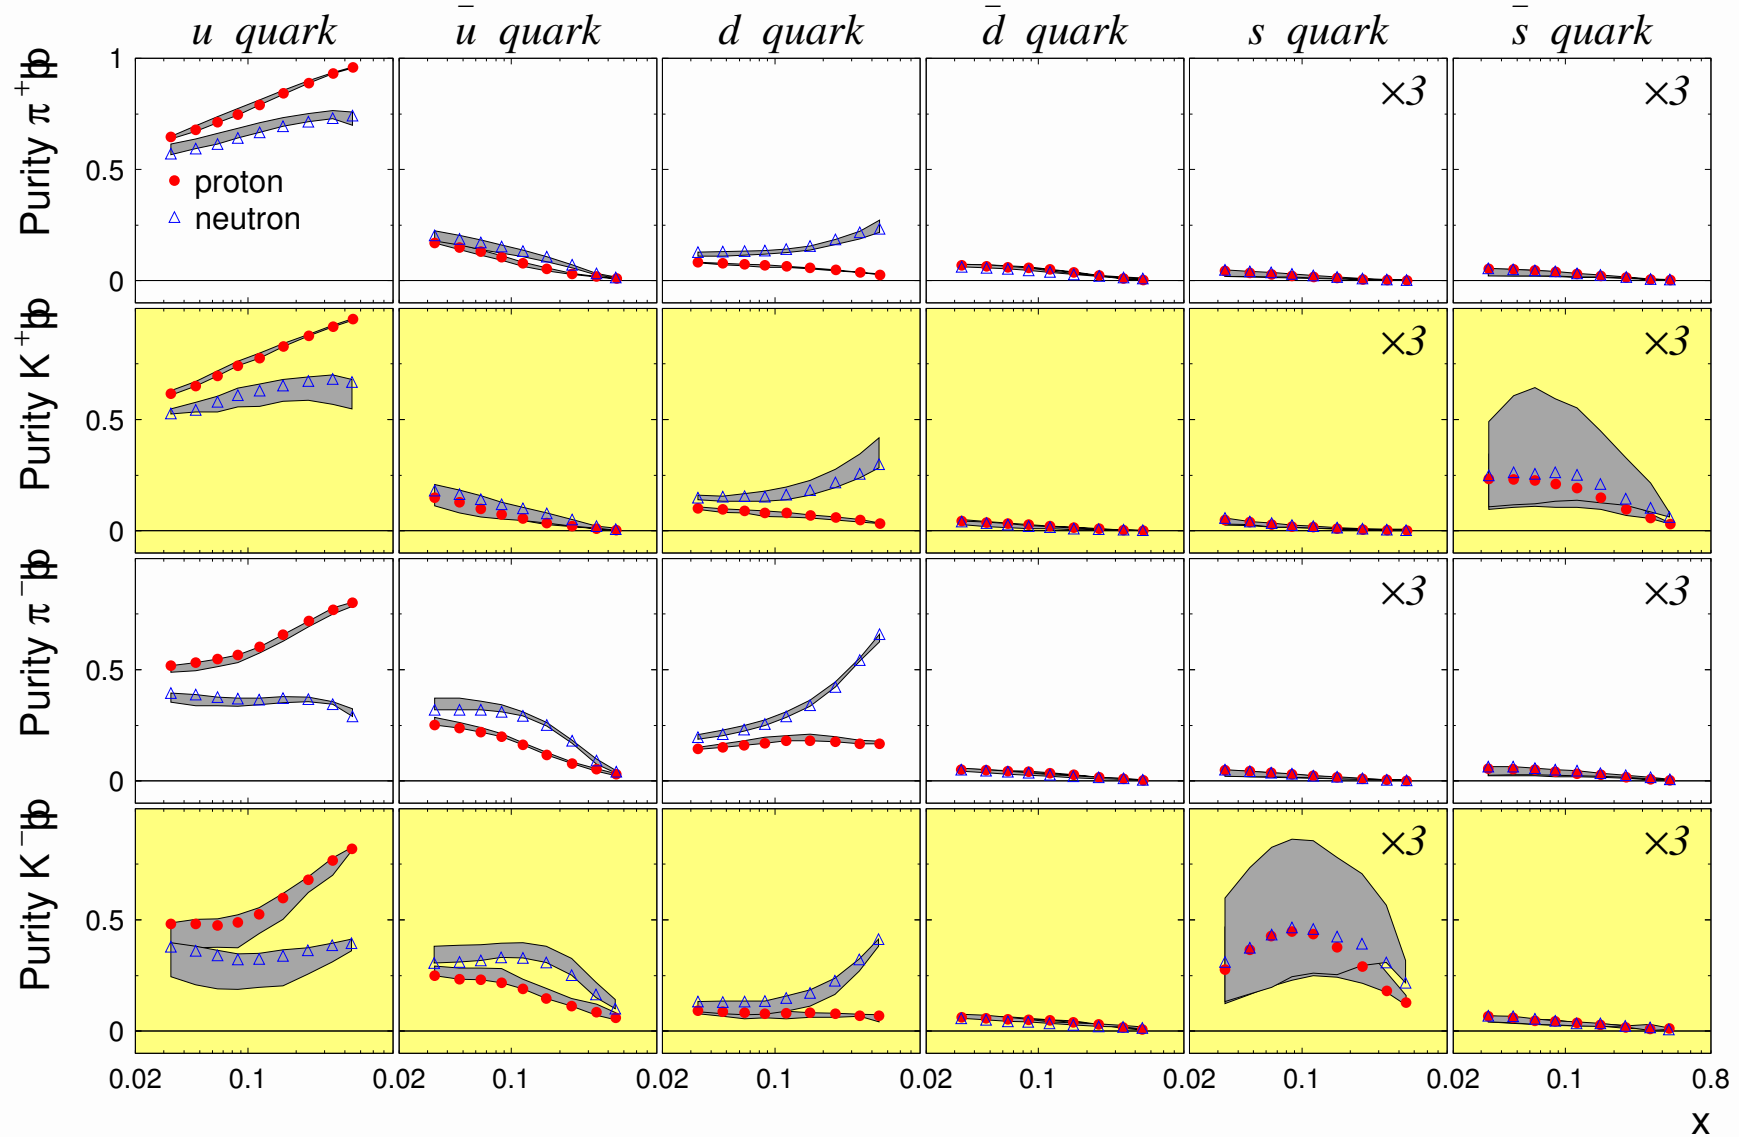 u quark ū quark d quark d̄ quark s quark s̄ quark
Purity π⁺
1
0.5
0
proton
neutron
×3
×3
Purity K⁺
0.5
0
×3
×3
Purity π⁻
0.5
0
×3
×3
Purity K⁻
0.5
0
×3
×3
0.02 0.1 0.02 0.1 0.02 0.1 0.02 0.1 0.02 0.1 0.02 0.1 0.8
x